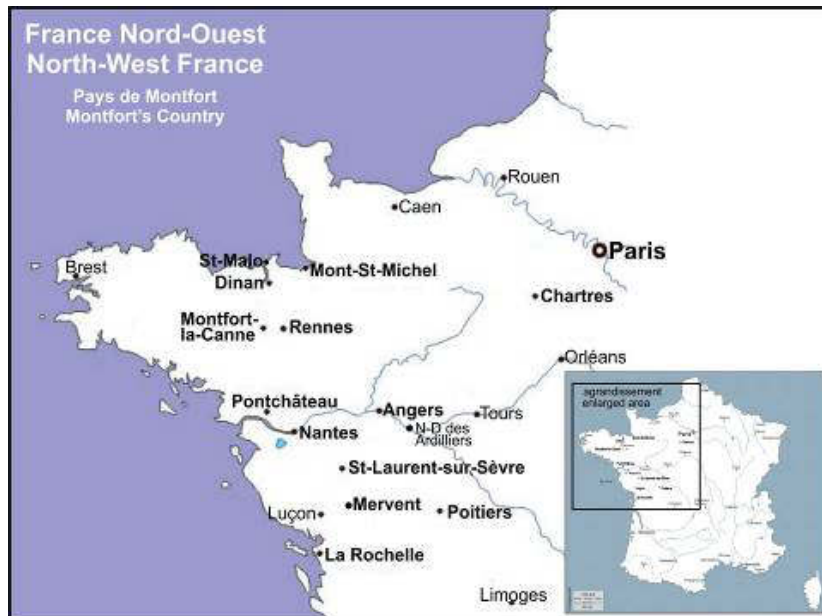 France Nord-Ouest
North-West France
Pays de Montfort
Montfort's Country
Rouen
Caen
Paris
Brest
St-Malo
Mont-St-Michel
Dinan
Chartres
Montfort-
la-Canne
Rennes
Orléans
agrandissement
enlarged area
Pontchâteau
Angers
Tours
N-D des
Ardilliers
Nantes
St-Laurent-sur-Sèvre
Mervent
Luçon
Poitiers
La Rochelle
Limoges